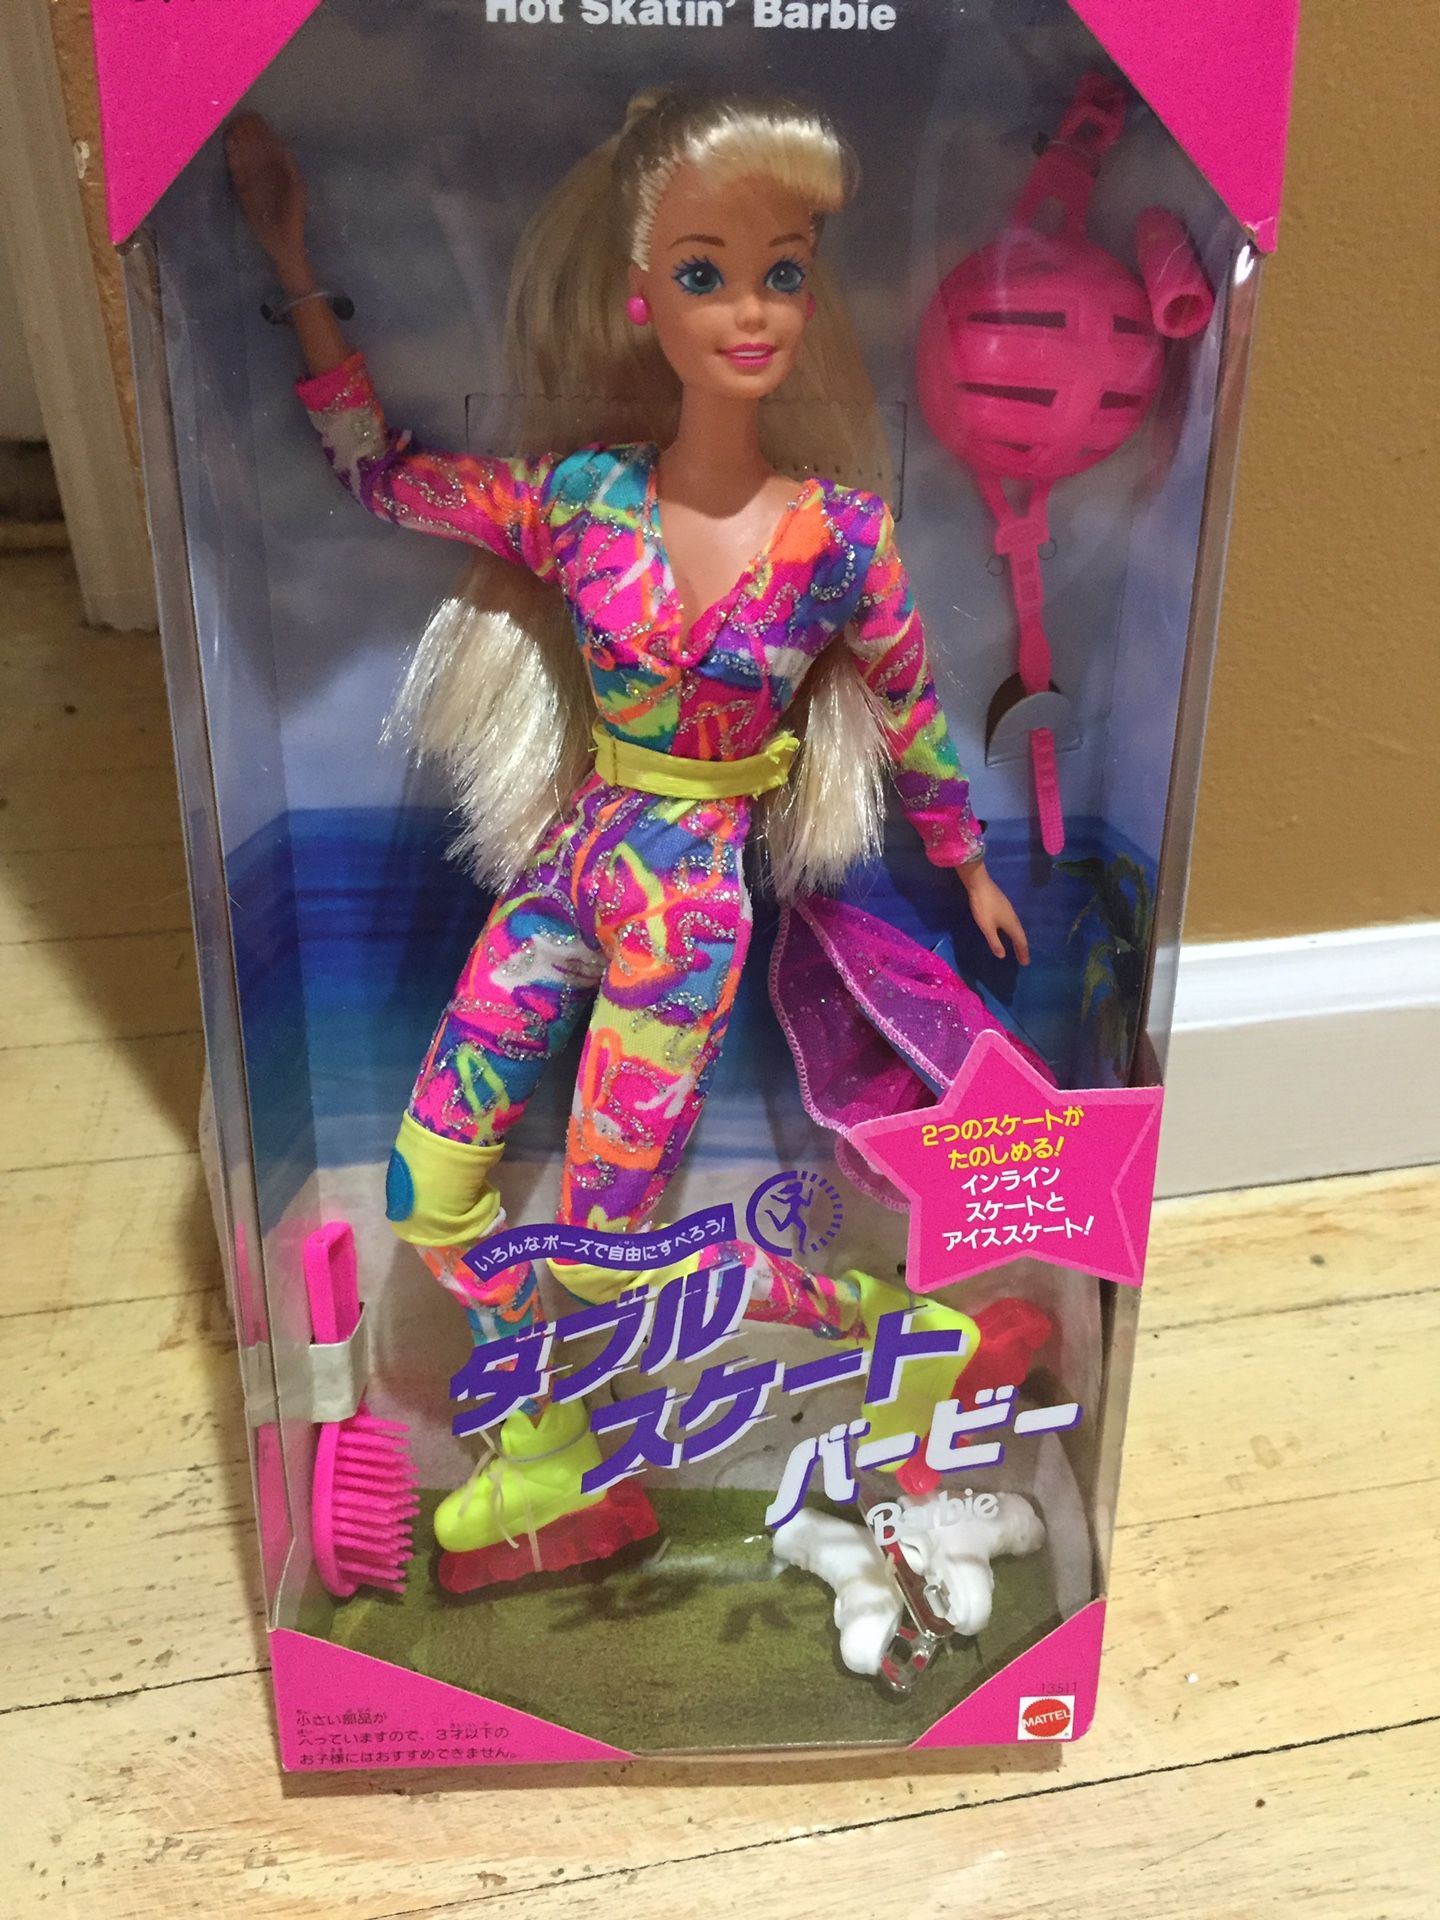 Hot Skatin' Barbie
2つのスケートが
たのしめる!
インライン
スケートと
アイススケート!
いろんなポーズで自由にすべろう!
ダブル
スケート
バービー
Barbie
13511
MATTEL
小さい部品が
入っていますので、3才以下の
お子様にはおすすめできません。